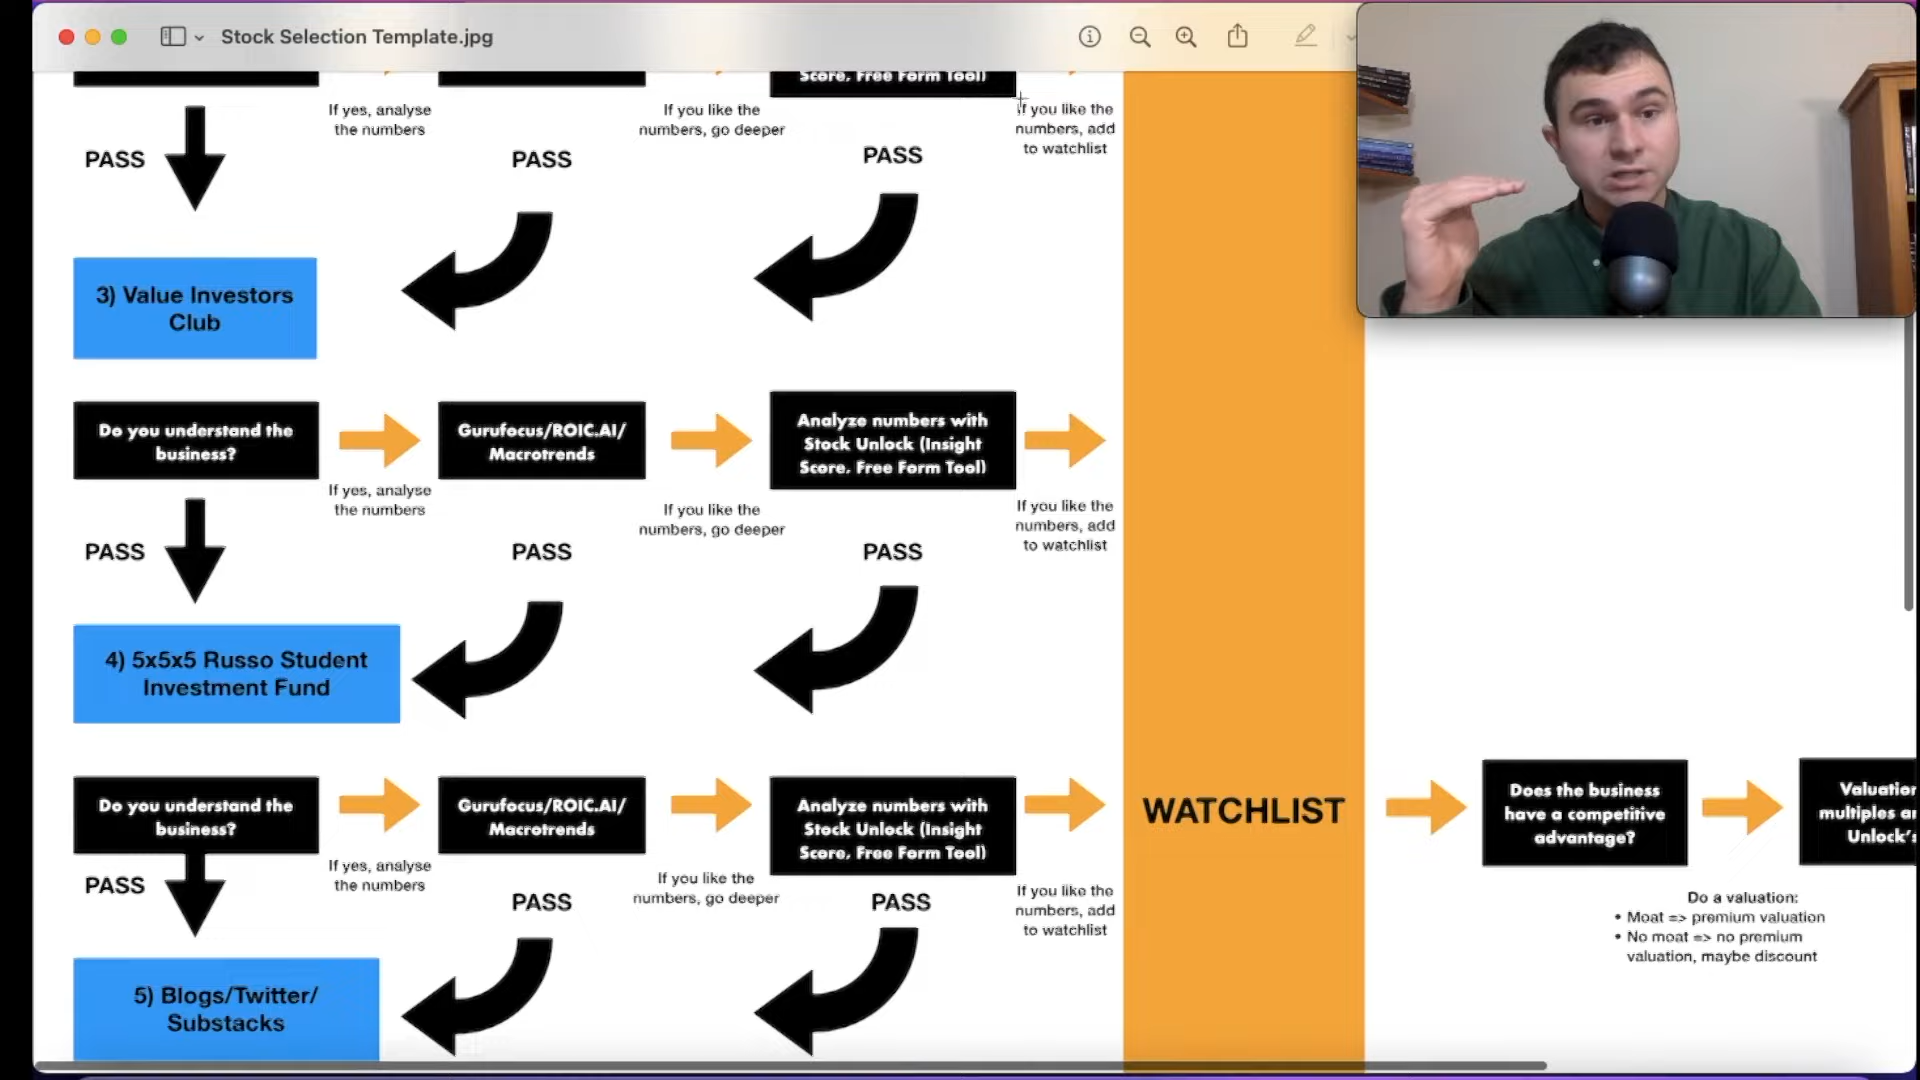 Stock Selection Template.jpg
Score, Free Form Tool)
If yes, analyse
the numbers
If you like the
numbers, go deeper
If you like the
numbers, add
to watchlist
PASS
PASS
PASS
3) Value Investors
Club
Do you understand the
business?
If yes, analyse
the numbers
Gurufocus/ROIC.AI/
Macrotrends
If you like the
numbers, go deeper
Analyze numbers with
Stock Unlock (Insight
Score, Free Form Tool)
If you like the
numbers, add
to watchlist
PASS
PASS
PASS
4) 5x5x5 Russo Student
Investment Fund
Do you understand the
business?
If yes, analyse
the numbers
Gurufocus/ROIC.AI/
Macrotrends
If you like the
numbers, go deeper
Analyze numbers with
Stock Unlock (Insight
Score, Free Form Tool)
If you like the
numbers, add
to watchlist
PASS
PASS
PASS
5) Blogs/Twitter/
Substacks
WATCHLIST
Does the business
have a competitive
advantage?
Valuation
multiples
Unlock's
Do a valuation:
• Moat => premium valuation
• No moat => no premium
valuation, maybe discount